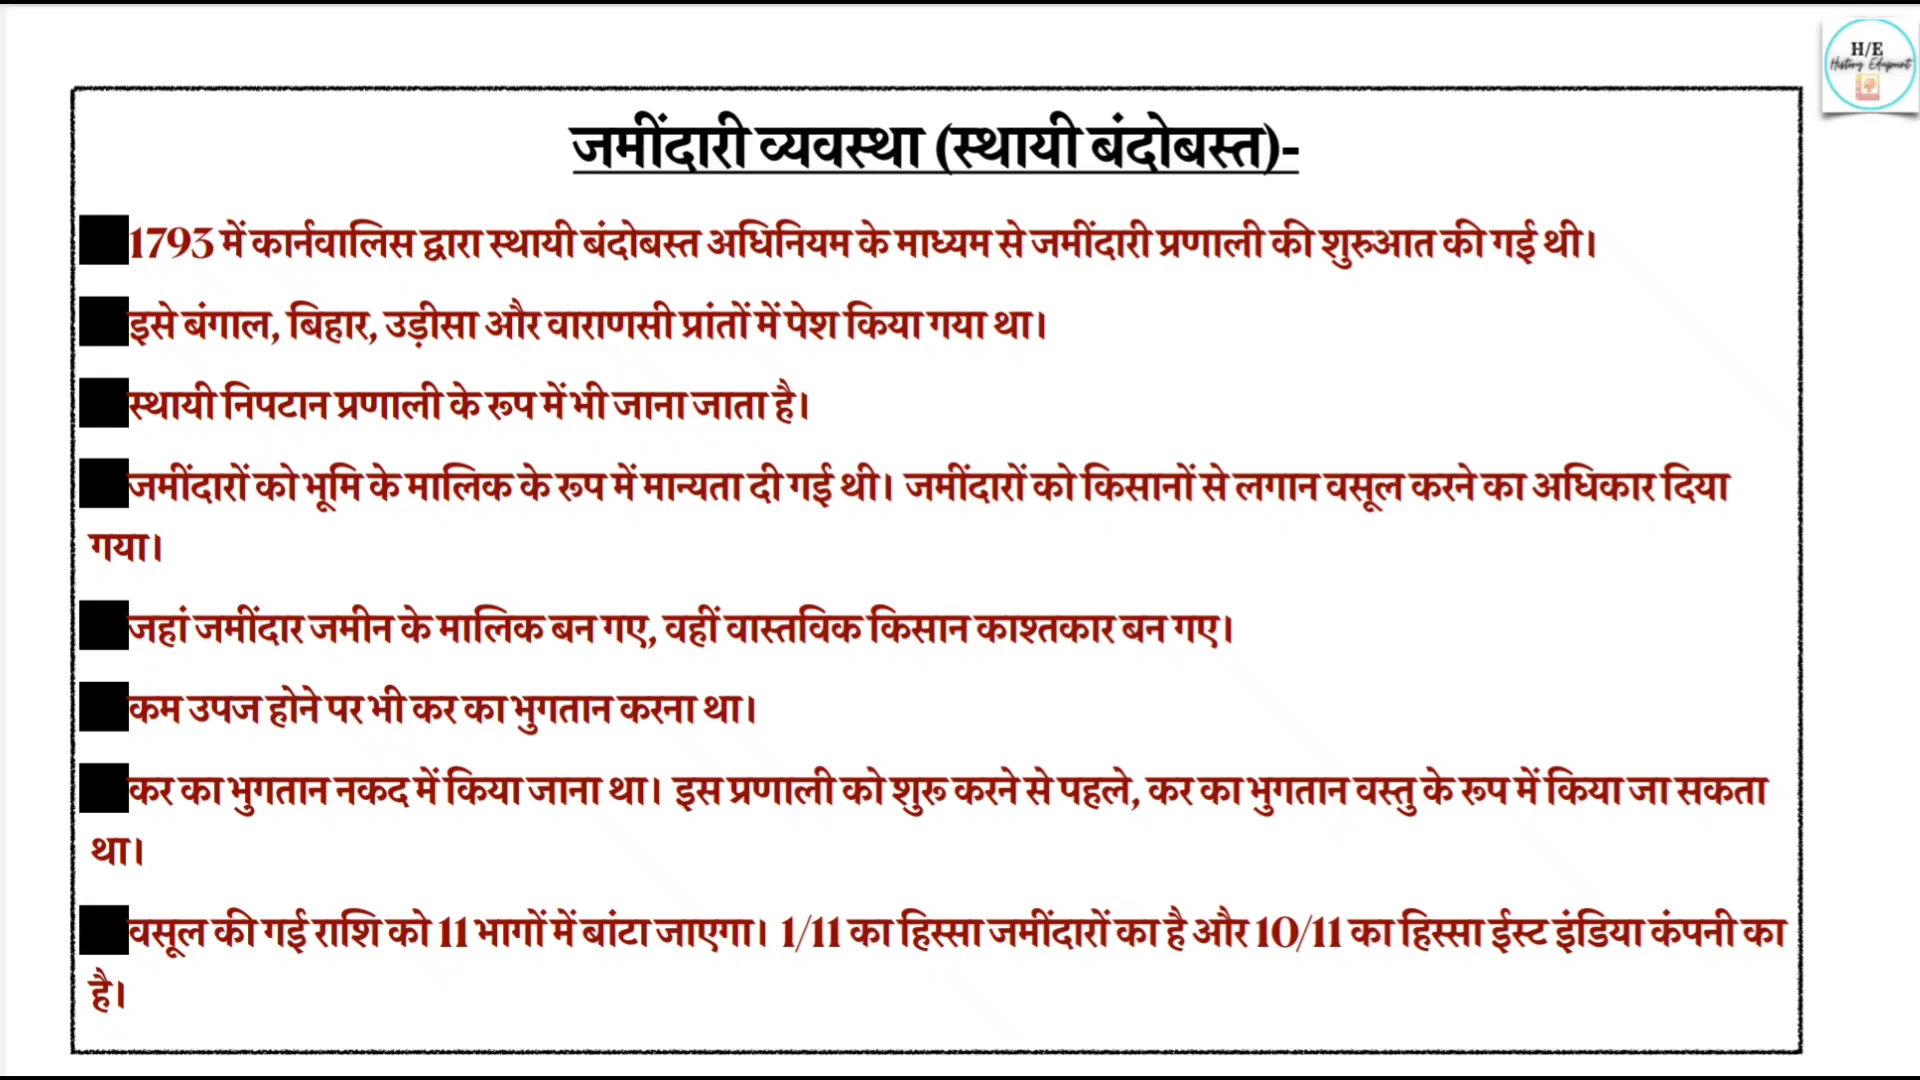 H/E
History Edupoint
जमींदारी व्यवस्था (स्थायी बंदोबस्त)-
1793 में कार्नवालिस द्वारा स्थायी बंदोबस्त अधिनियम के माध्यम से जमींदारी प्रणाली की शुरुआत की गई थी।
इसे बंगाल, बिहार, उड़ीसा और वाराणसी प्रांतों में पेश किया गया था।
स्थायी निपटान प्रणाली के रूप में भी जाना जाता है।
जमींदारों को भूमि के मालिक के रूप में मान्यता दी गई थी। जमींदारों को किसानों से लगान वसूल करने का अधिकार दिया
गया।
जहां जमींदार जमीन के मालिक बन गए, वहीं वास्तविक किसान काश्तकार बन गए।
कम उपज होने पर भी कर का भुगतान करना था।
कर का भुगतान नकद में किया जाना था। इस प्रणाली को शुरू करने से पहले, कर का भुगतान वस्तु के रूप में किया जा सकता
था।
वसूल की गई राशि को 11 भागों में बांटा जाएगा। 1/11 का हिस्सा जमींदारों का है और 10/11 का हिस्सा ईस्ट इंडिया कंपनी का
है।